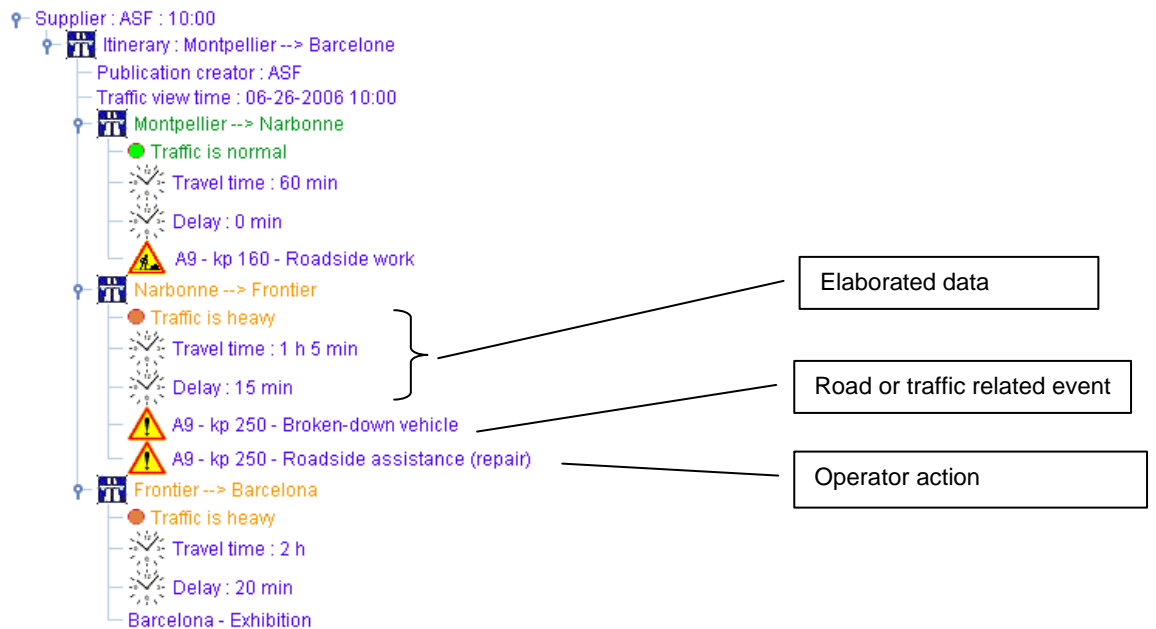 Supplier : ASF : 10:00
Itinerary : Montpellier --> Barcelone
Publication creator : ASF
Traffic view time : 06-26-2006 10:00
Montpellier --> Narbonne
Traffic is normal
Travel time : 60 min
Delay : 0 min
A9 - kp 160 - Roadside work
Narbonne --> Frontier
Elaborated data
Traffic is heavy
Travel time : 1 h 5 min
Delay : 15 min
Road or traffic related event
A9 - kp 250 - Broken-down vehicle
A9 - kp 250 - Roadside assistance (repair)
Operator action
Frontier --> Barcelona
Traffic is heavy
Travel time : 2 h
Delay : 20 min
Barcelona - Exhibition